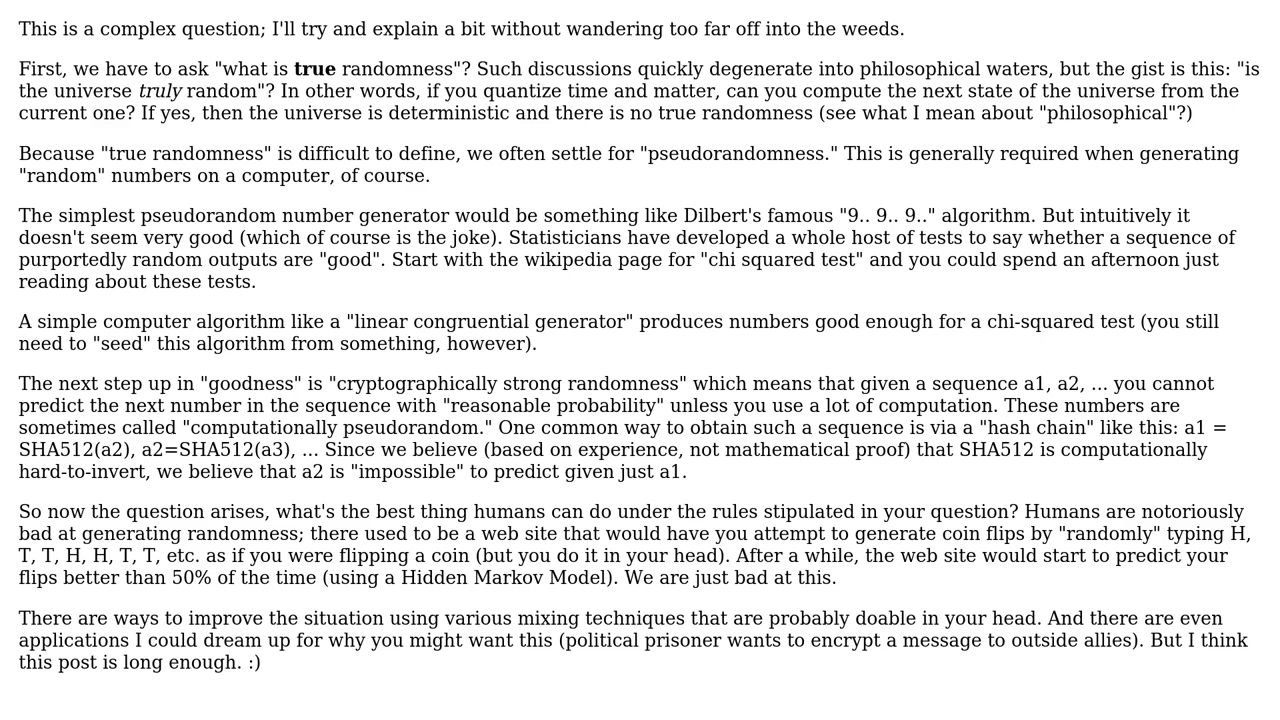 This is a complex question; I'll try and explain a bit without wandering too far off into the weeds.
First, we have to ask "what is true randomness"? Such discussions quickly degenerate into philosophical waters, but the gist is this: "is
the universe truly random"? In other words, if you quantize time and matter, can you compute the next state of the universe from the
current one? If yes, then the universe is deterministic and there is no true randomness (see what I mean about "philosophical"?)
Because "true randomness" is difficult to define, we often settle for "pseudorandomness." This is generally required when generating
"random" numbers on a computer, of course.
The simplest pseudorandom number generator would be something like Dilbert's famous "9.. 9.. 9.." algorithm. But intuitively it
doesn't seem very good (which of course is the joke). Statisticians have developed a whole host of tests to say whether a sequence of
purportedly random outputs are "good". Start with the wikipedia page for "chi squared test" and you could spend an afternoon just
reading about these tests.
A simple computer algorithm like a "linear congruential generator" produces numbers good enough for a chi-squared test (you still
need to "seed" this algorithm from something, however).
The next step up in "goodness" is "cryptographically strong randomness" which means that given a sequence a1, a2, ... you cannot
predict the next number in the sequence with "reasonable probability" unless you use a lot of computation. These numbers are
sometimes called "computationally pseudorandom." One common way to obtain such a sequence is via a "hash chain" like this: a1 =
SHA512(a2), a2=SHA512(a3), ... Since we believe (based on experience, not mathematical proof) that SHA512 is computationally
hard-to-invert, we believe that a2 is "impossible" to predict given just a1.
So now the question arises, what's the best thing humans can do under the rules stipulated in your question? Humans are notoriously
bad at generating randomness; there used to be a web site that would have you attempt to generate coin flips by "randomly" typing H,
T, T, H, H, T, T, etc. as if you were flipping a coin (but you do it in your head). After a while, the web site would start to predict your
flips better than 50% of the time (using a Hidden Markov Model). We are just bad at this.
There are ways to improve the situation using various mixing techniques that are probably doable in your head. And there are even
applications I could dream up for why you might want this (political prisoner wants to encrypt a message to outside allies). But I think
this post is long enough. :)